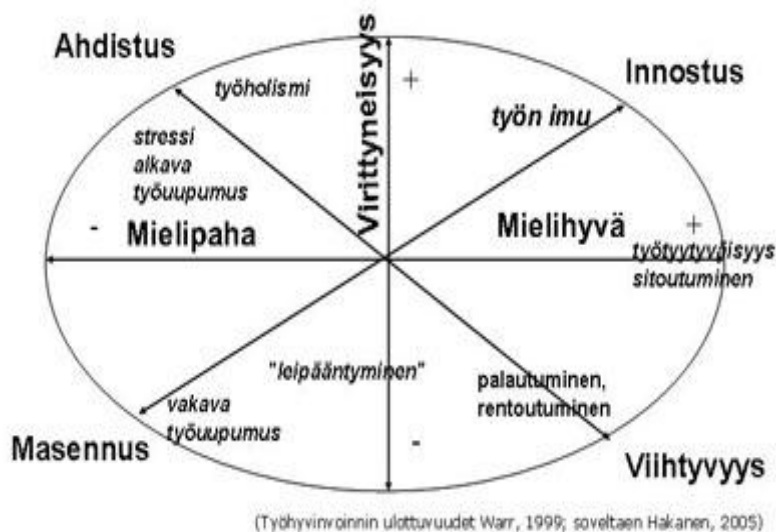 Ahdistus
Virittyneisyys
+
Innostus
työholismi
työn imu
stressi
alkava
työuupumus
-
Mielipaha
Mielihyvä
+
työtyytyväisyys
sitoutuminen
"leipääntyminen"
palautuminen,
rentoutuminen
vakava
työuupumus
-
Masennus
Viihtyvyys
(Työhyvinvoinnin ulottuvuudet Warr, 1999; soveltaen Hakanen, 2005)